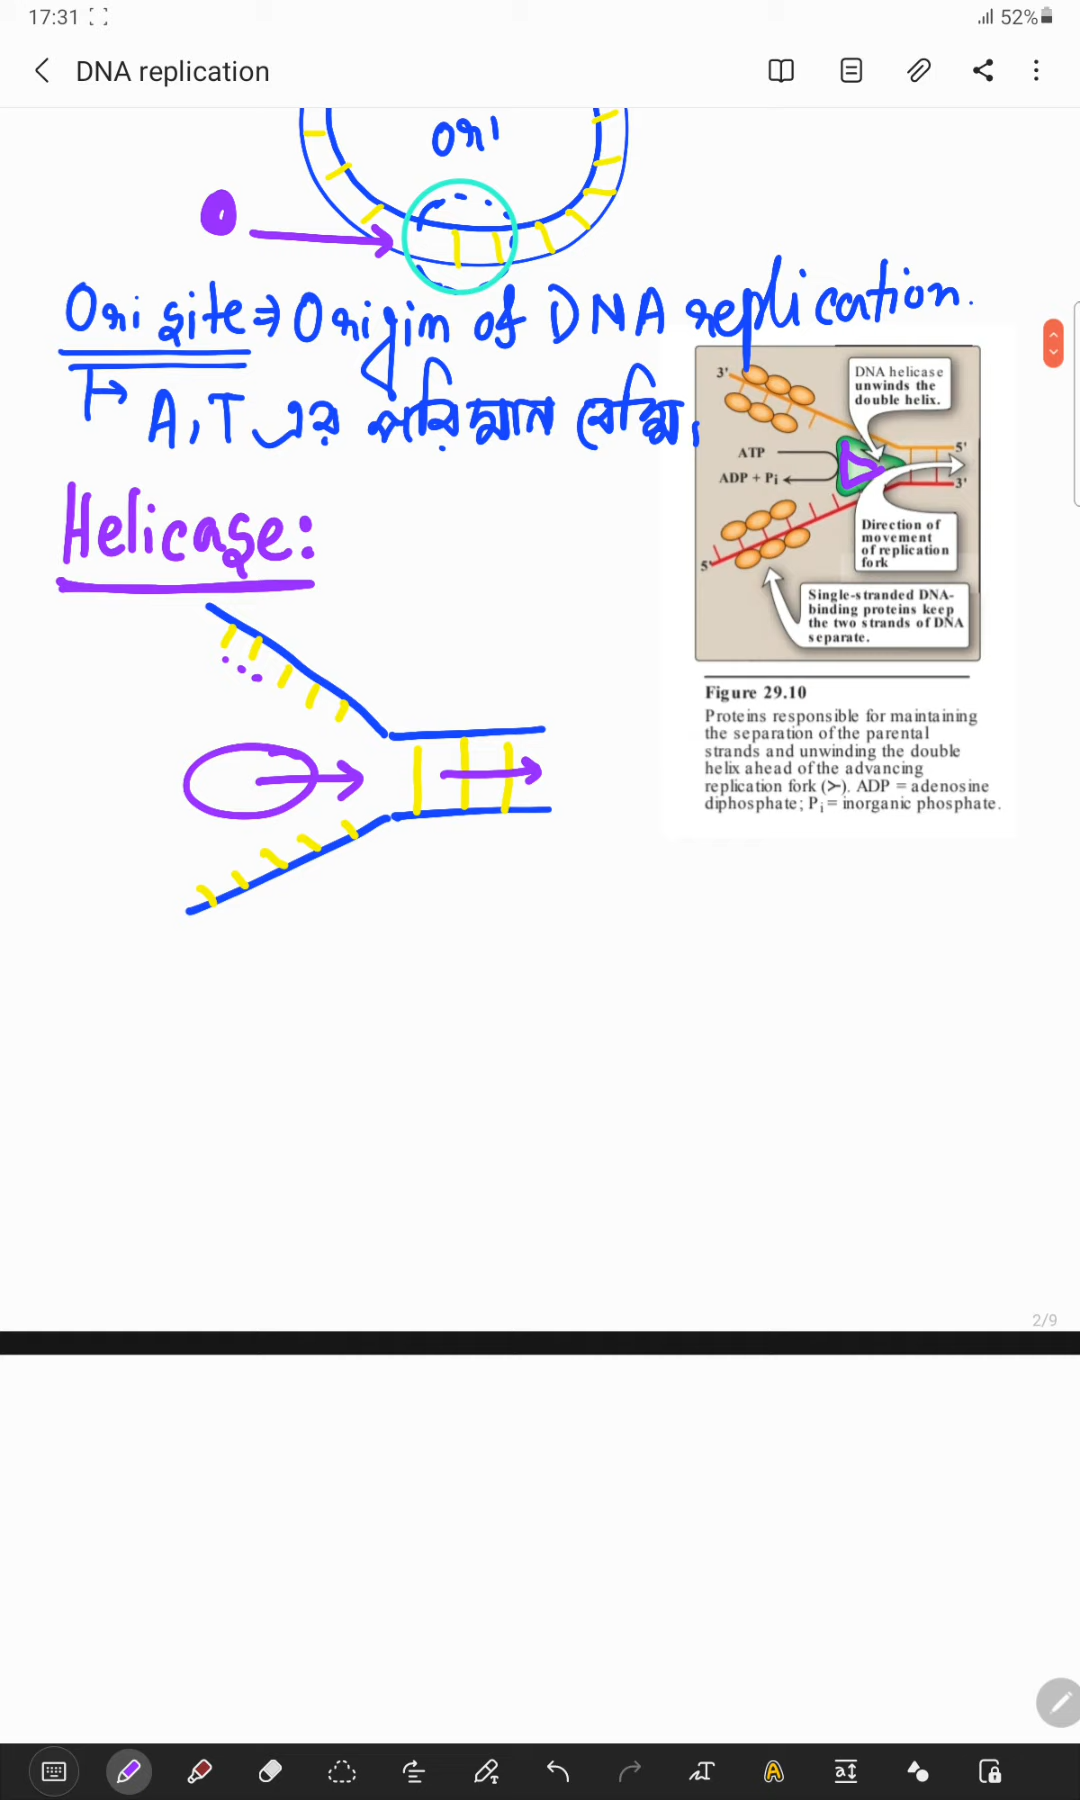 17:31 52%
DNA replication
ori
Ori site ⇒ Origin of DNA replication.
A, T এর পরিমান বেশি।
Helicase:
3'
DNA helicase
unwinds the
double helix.
ATP
5'
ADP + Pi
3'
Direction of
movement
of replication
fork
5'
Single-stranded DNA-
binding proteins keep
the two strands of DNA
separate.
Figure 29.10
Proteins responsible for maintaining
the separation of the parental
strands and unwinding the double
helix ahead of the advancing
replication fork (≻). ADP = adenosine
diphosphate; Pi = inorganic phosphate.
2/9